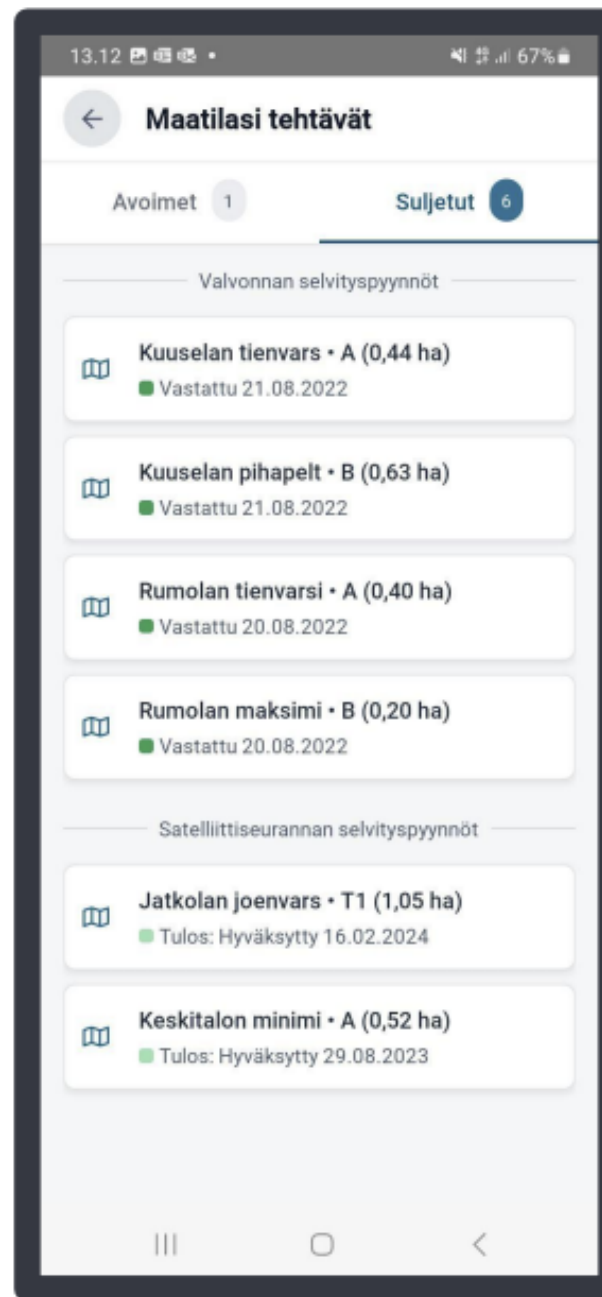 13.12
67%
Maatilasi tehtävät
Avoimet 1
Suljetut 6
Valvonnan selvityspyynnöt
Kuuselan tienvars • A (0,44 ha)
Vastattu 21.08.2022
Kuuselan pihapelt • B (0,63 ha)
Vastattu 21.08.2022
Rumolan tienvarsi • A (0,40 ha)
Vastattu 20.08.2022
Rumolan maksimi • B (0,20 ha)
Vastattu 20.08.2022
Satelliittiseurannan selvityspyynnöt
Jatkolan joenvars • T1 (1,05 ha)
Tulos: Hyväksytty 16.02.2024
Keskitalon minimi • A (0,52 ha)
Tulos: Hyväksytty 29.08.2023